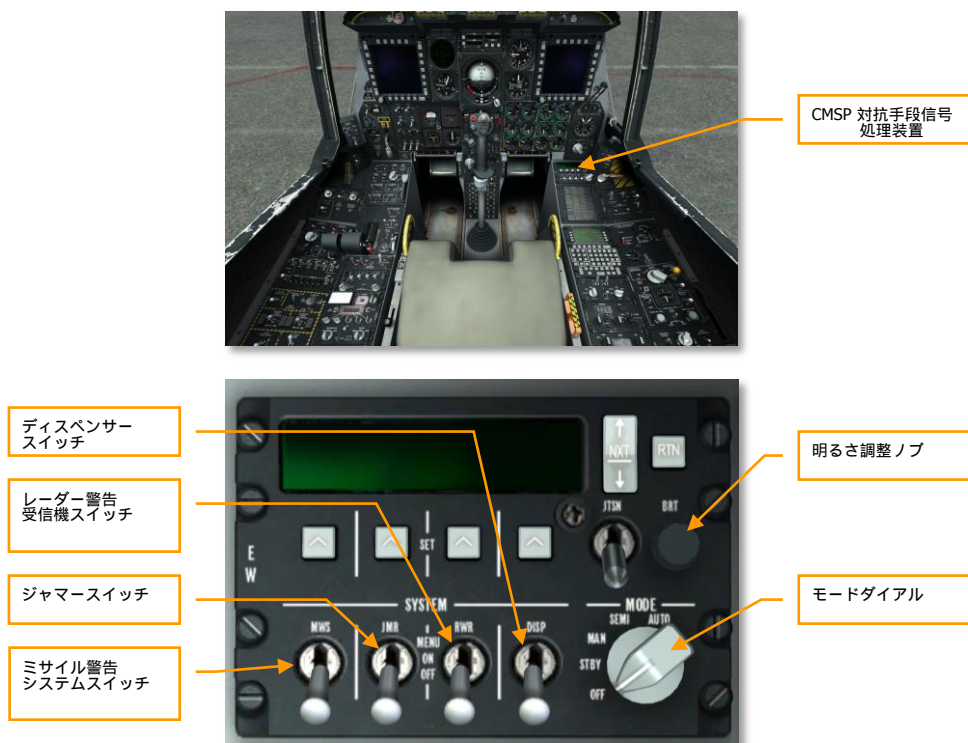 CMSP 対抗手段信号
処理装置
ディスペンサー
スイッチ
レーダー警告
受信機スイッチ
ジャマースイッチ
ミサイル警告
システムスイッチ
明るさ調整ノブ
モードダイアル
↑
NXT
↓
RTN
JTSN
BRT
SET
E
W
SYSTEM
MODE
MWS
JMR
RWR
DISP
MENU
ON
OFF
SEMI
AUTO
MAN
STBY
OFF